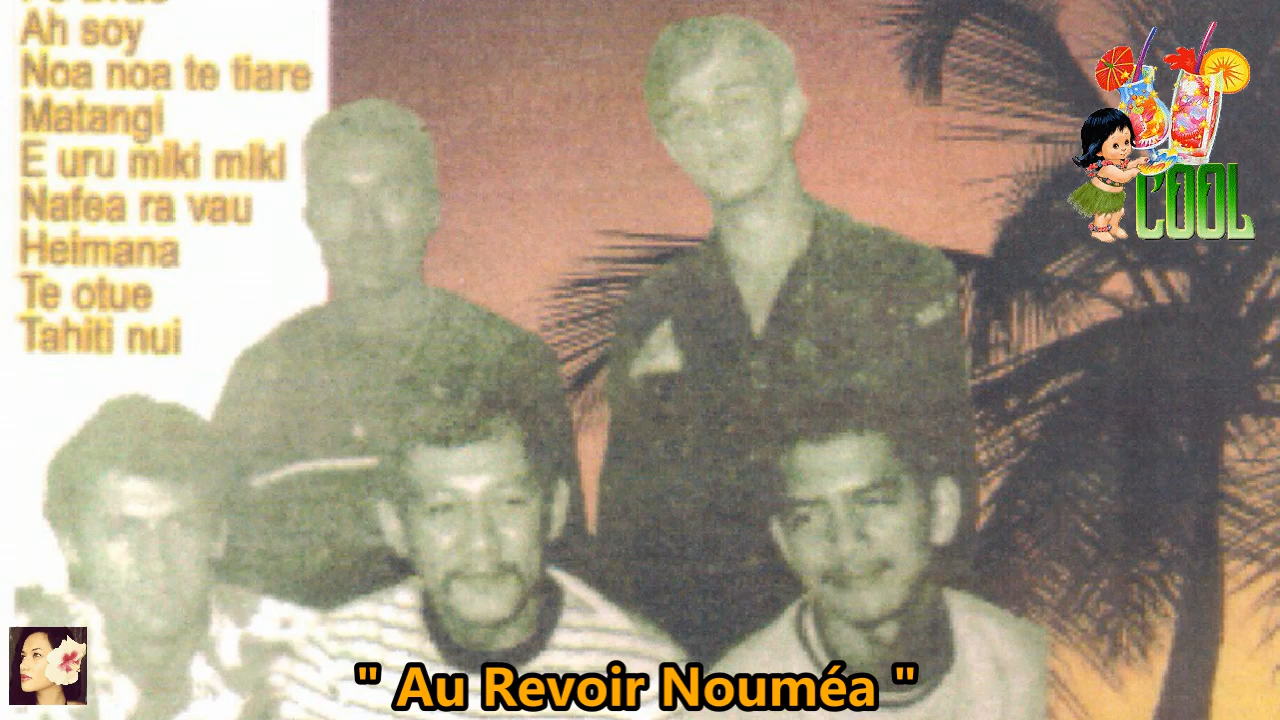 Ah soy
Noa noa te tiare
Matangi
E uru miki miki
Nafea ra vau
Heimana
Te otue
Tahiti nui
COOL
" Au Revoir Nouméa "